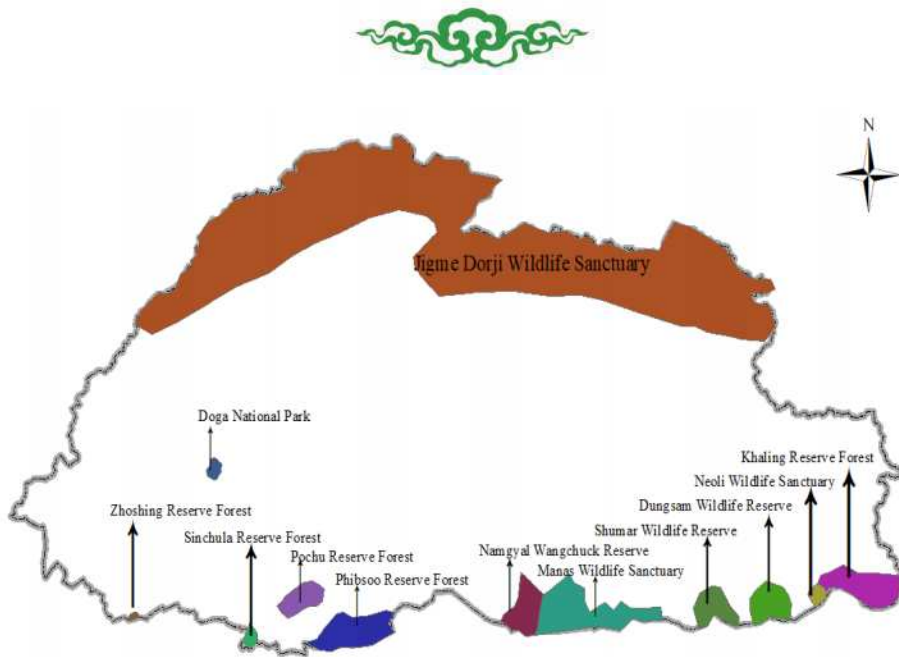 N
Jigme Dorji Wildlife Sanctuary
Doga National Park
Khaling Reserve Forest
Neoli Wildlife Sanctuary
Dungsam Wildlife Reserve
Zhoshing Reserve Forest
Shumar Wildlife Reserve
Sinchula Reserve Forest
Namgyal Wangchuck Reserve
Pochu Reserve Forest
Manas Wildlife Sanctuary
Phibsoo Reserve Forest